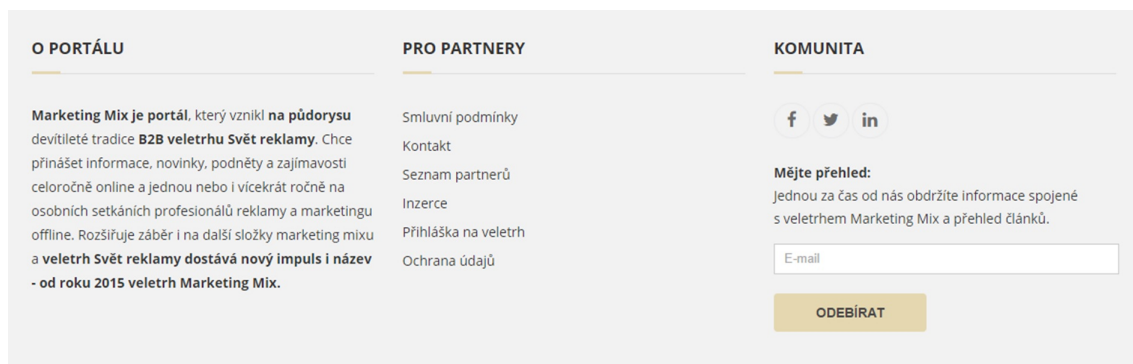 O PORTÁLU
Marketing Mix je portál, který vznikl na půdorysu
devítileté tradice B2B veletrhu Svět reklamy. Chce
přinášet informace, novinky, podněty a zajímavosti
celoročně online a jednou nebo i vícekrát ročně na
osobních setkáních profesionálů reklamy a marketingu
offline. Rozšiřuje záběr i na další složky marketing mixu
a veletrh Svět reklamy dostává nový impuls i název
- od roku 2015 veletrh Marketing Mix.
PRO PARTNERY
Smluvní podmínky
Kontakt
Seznam partnerů
Inzerce
Přihláška na veletrh
Ochrana údajů
KOMUNITA
Mějte přehled:
Jednou za čas od nás obdržíte informace spojené
s veletrhem Marketing Mix a přehled článků.
E-mail
ODEBÍRAT